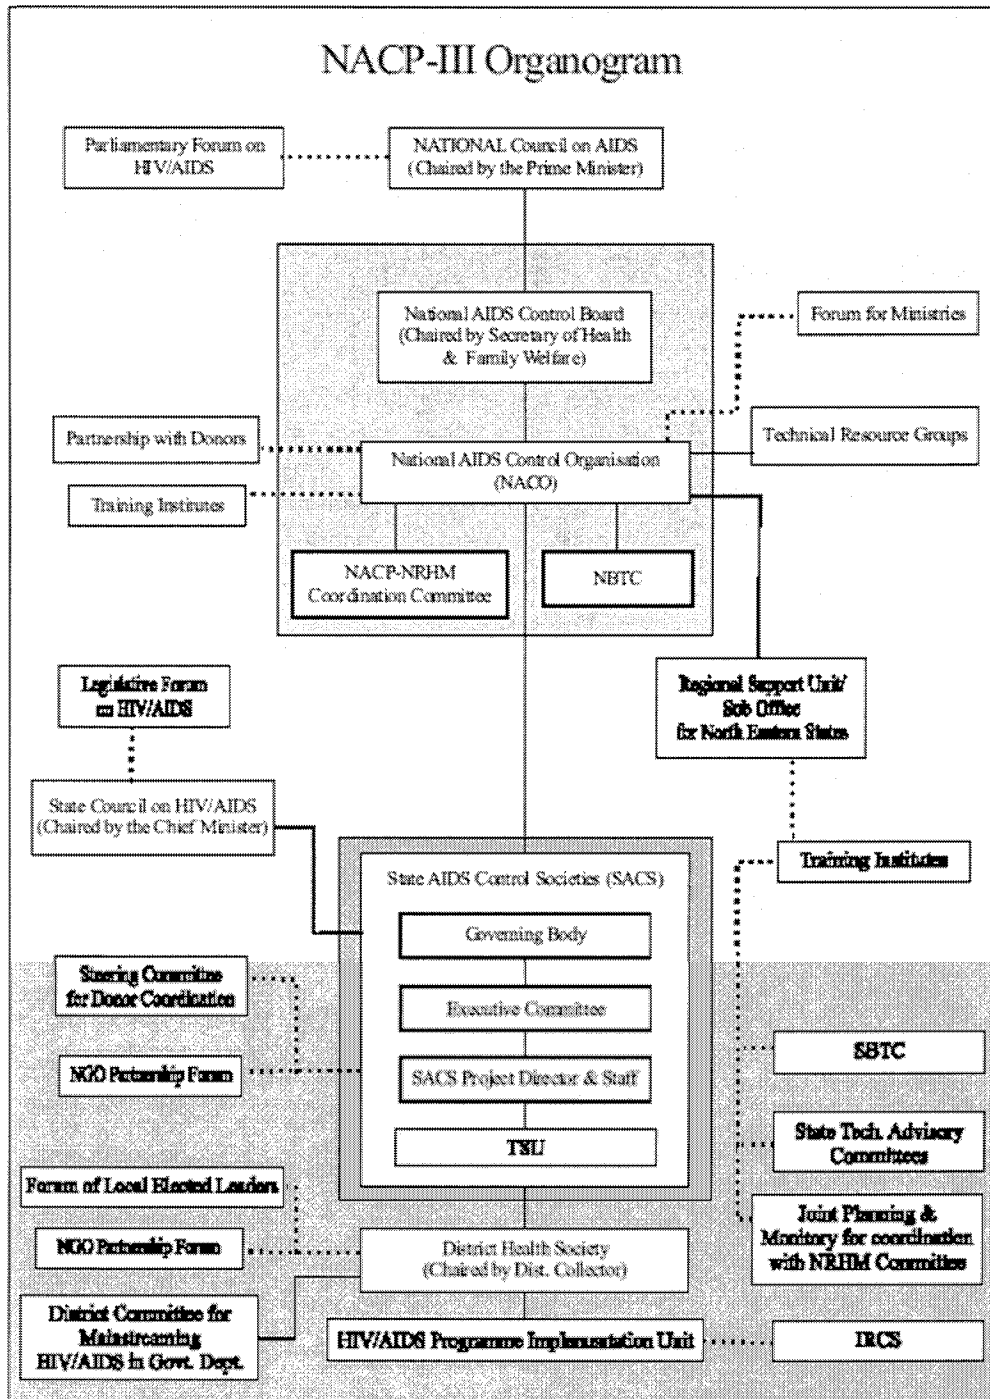 NACP-III Organogram
Parliamentary Forum on
HIV/AIDS
NATIONAL Council on AIDS
(Chaired by the Prime Minister)
National AIDS Control Board
(Chaired by Secretary of Health
& Family Welfare)
Forum for Ministries
Partnership with Donors
National AIDS Control Organisation
(NACO)
Technical Resource Groups
Training Institutes
NACP-NRHM
Coordination Committee
NBTC
Legislative Forum
on HIV/AIDS
Regional Support Unit/
Sub Office
for North Eastern States
State Council on HIV/AIDS
(Chaired by the Chief Minister)
State AIDS Control Societies (SACS)
Training Institutes
Governing Body
Steering Committee
for Donor Coordination
Executive Committee
NGO Partnership Forum
SACS Project Director & Staff
SBTC
TSU
State Tech. Advisory
Committees
Forum of Local Elected Leaders
NGO Partnership Forum
District Health Society
(Chaired by Dist. Collector)
Joint Planning &
Monitory for coordination
with NRHM Committee
District Committee for
Mainstreaming
HIV/AIDS in Govt. Dept.
HIV/AIDS Programme Implementation Unit
IRCS